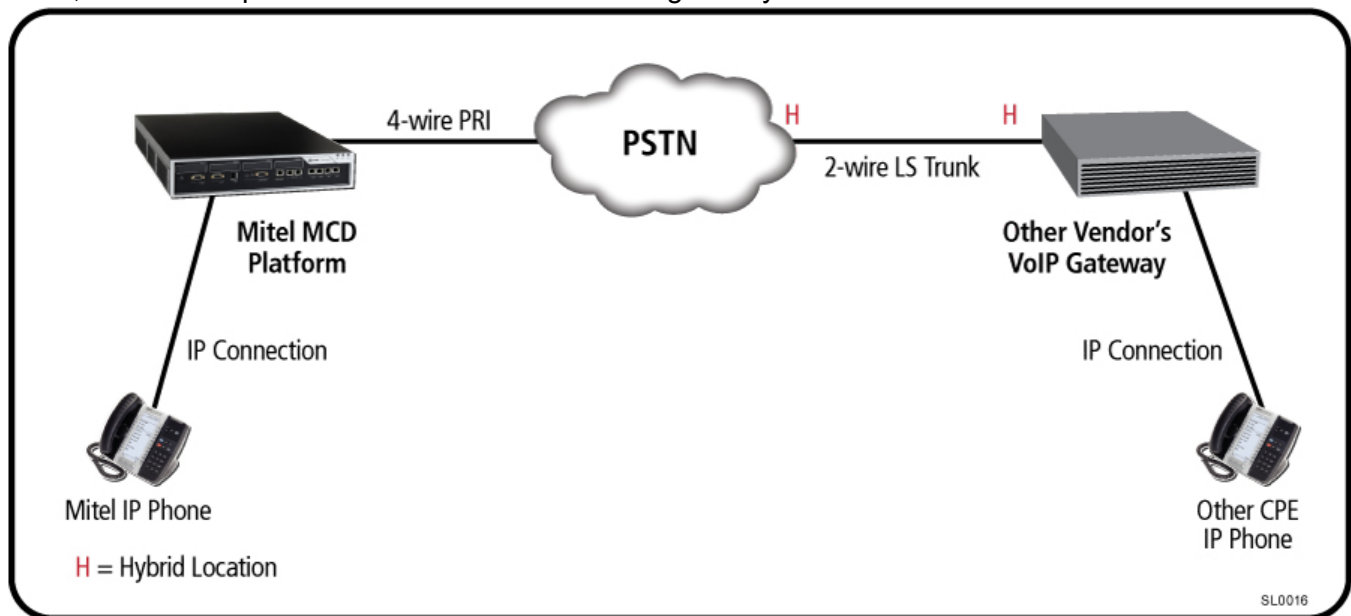 4-wire PRI
PSTN
H
H
2-wire LS Trunk
Mitel MCD
Platform
Other Vendor's
VoIP Gateway
IP Connection
IP Connection
Mitel IP Phone
Other CPE
IP Phone
H = Hybrid Location
SL0016